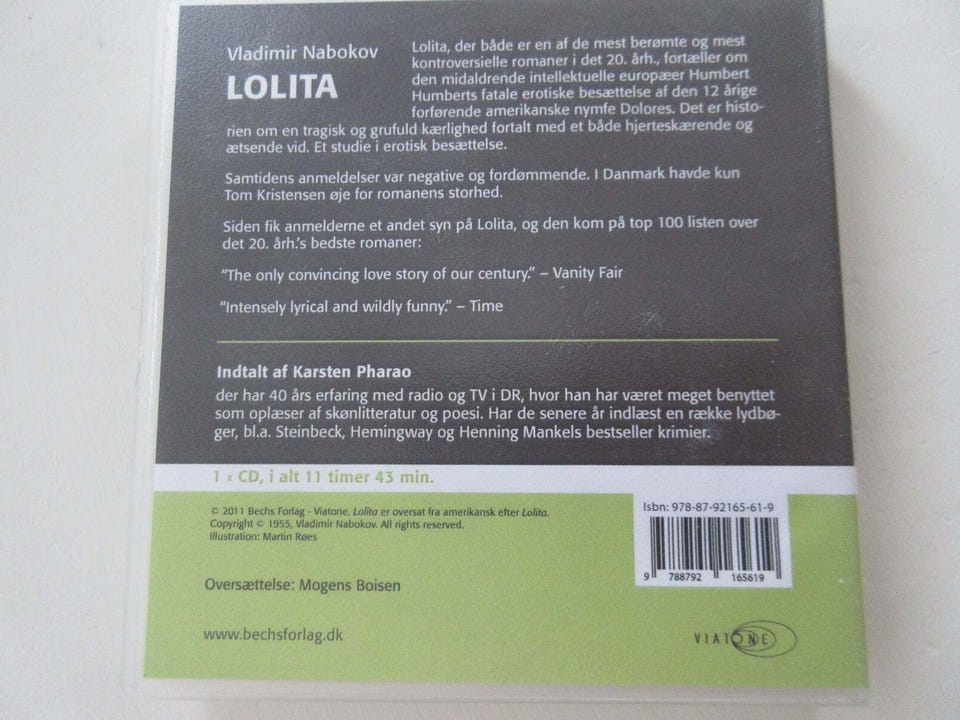 Vladimir Nabokov
LOLITA
Lolita, der både er en af de mest berømte og mest
kontroversielle romaner i det 20. årh., fortæller om
den midaldrende intellektuelle europæer Humbert
Humberts fatale erotiske besættelse af den 12 årige
forførende amerikanske nymfe Dolores. Det er histo-
rien om en tragisk og grufuld kærlighed fortalt med et både hjerteskærende og
ætsende vid. Et studie i erotisk besættelse.
Samtidens anmeldelser var negative og fordømmende. I Danmark havde kun
Tom Kristensen øje for romanens storhed.
Siden fik anmelderne et andet syn på Lolita, og den kom på top 100 listen over
det 20. årh.'s bedste romaner:
"The only convincing love story of our century." – Vanity Fair
"Intensely lyrical and wildly funny." – Time
Indtalt af Karsten Pharao
der har 40 års erfaring med radio og TV i DR, hvor han har været meget benyttet
som oplæser af skønlitteratur og poesi. Har de senere år indlæst en række lydbø-
ger, bl.a. Steinbeck, Hemingway og Henning Mankels bestseller krimier.
1 x CD, i alt 11 timer 43 min.
© 2011 Bechs Forlag - Viatone. Lolita er oversat fra amerikansk efter Lolita.
Copyright © 1955, Vladimir Nabokov. All rights reserved.
Illustration: Martin Røes
Isbn: 978-87-92165-61-9
9 788792 165619
Oversættelse: Mogens Boisen
www.bechsforlag.dk
VIATONE